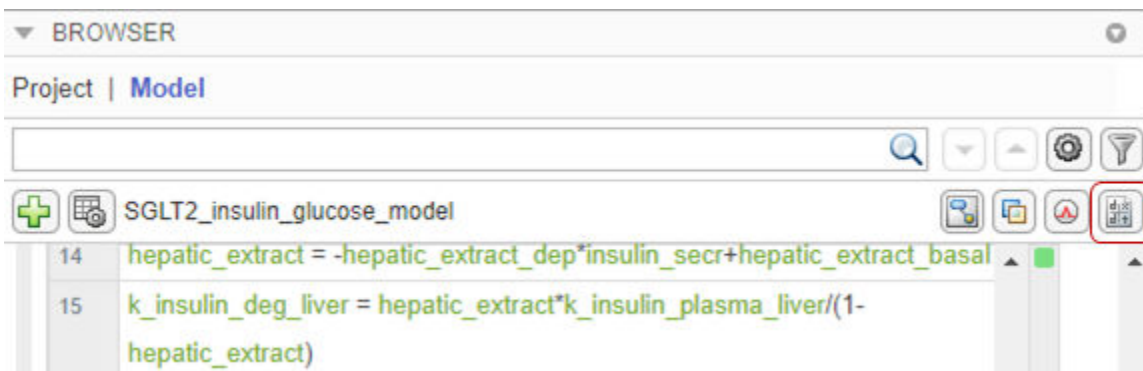 BROWSER
Project | Model
SGLT2_insulin_glucose_model
14 hepatic_extract = -hepatic_extract_dep*insulin_secr+hepatic_extract_basal
15 k_insulin_deg_liver = hepatic_extract*k_insulin_plasma_liver/(1-
hepatic_extract)